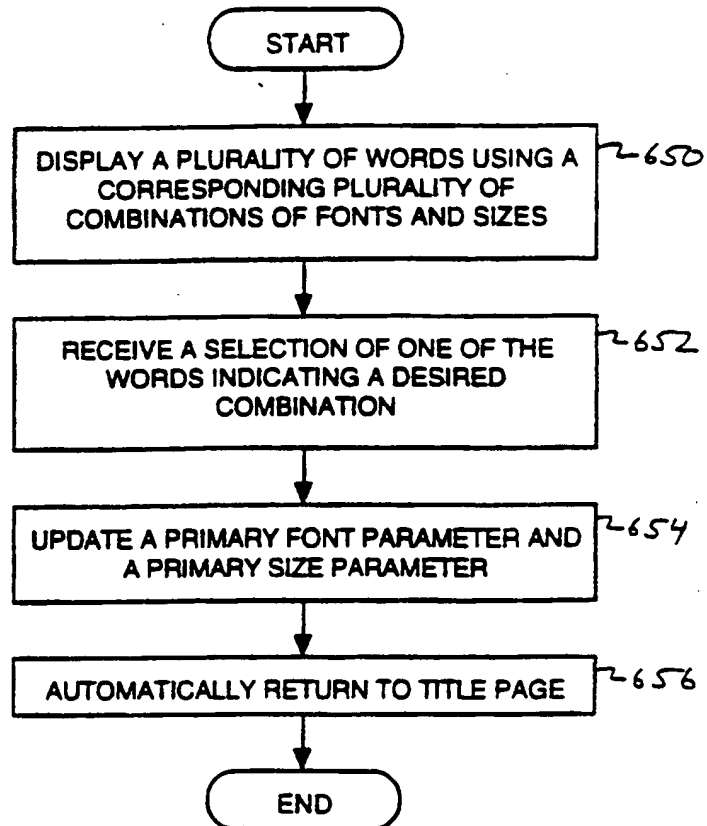 START
DISPLAY A PLURALITY OF WORDS USING A
CORRESPONDING PLURALITY OF
COMBINATIONS OF FONTS AND SIZES
650
RECEIVE A SELECTION OF ONE OF THE
WORDS INDICATING A DESIRED
COMBINATION
652
UPDATE A PRIMARY FONT PARAMETER AND
A PRIMARY SIZE PARAMETER
654
AUTOMATICALLY RETURN TO TITLE PAGE
656
END